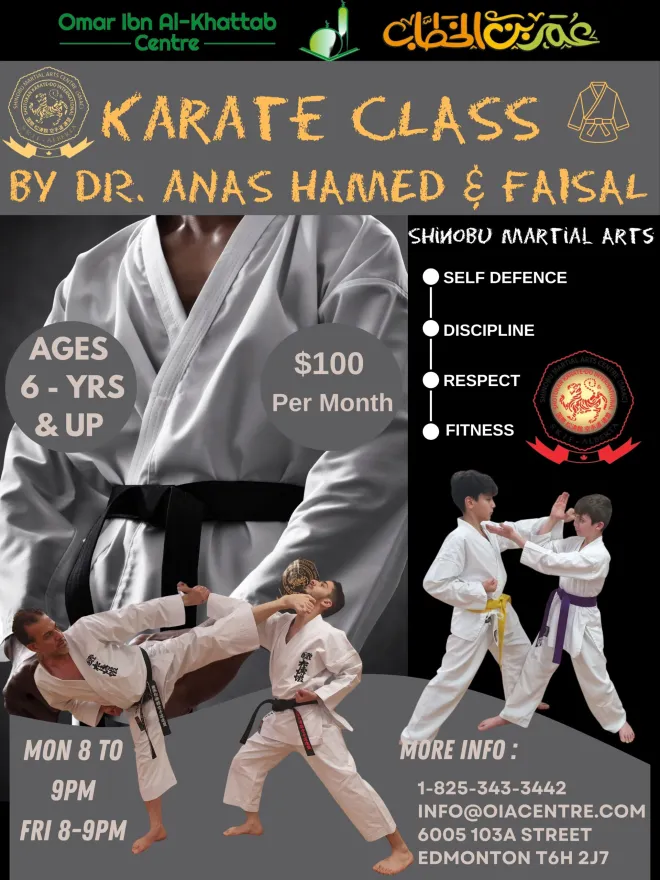 Omar Ibn Al-Khattab
Centre
عمر بن الخطاب
KARATE CLASS
BY DR. ANAS HAMED & FAISAL
SHINOBU MARTIAL ARTS
SELF DEFENCE
DISCIPLINE
RESPECT
FITNESS
AGES
6 - YRS
& UP
$100
Per Month
MON 8 TO
9PM
FRI 8-9PM
MORE INFO :
1-825-343-3442
INFO@OIACENTRE.COM
6005 103A STREET
EDMONTON T6H 2J7